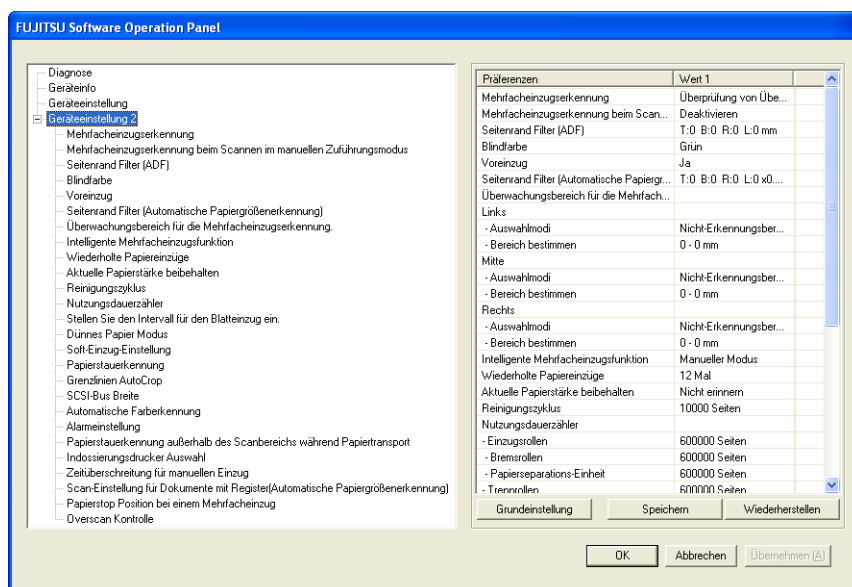 FUJITSU Software Operation Panel
Diagnose
Geräteinfo
Geräteeinstellung
Geräteeinstellung 2
Mehrfacheinzugserkennung
Mehrfacheinzugserkennung beim Scannen im manuellen Zuführungsmodus
Seitenrand Filter (ADF)
Blindfarbe
Voreinzug
Seitenrand Filter (Automatische Papiergrößenerkennung)
Überwachungsbereich für die Mehrfacheinzugserkennung.
Intelligente Mehrfacheinzugsfunktion
Wiederholte Papiereinzüge
Aktuelle Papierstärke beibehalten
Reinigungszyklus
Nutzungsdauerzähler
Stellen Sie den Intervall für den Blatteinzug ein.
Dünnes Papier Modus
Soft-Einzug-Einstellung
Papierstauerkennung
Grenzlinien AutoCrop
SCSI-Bus Breite
Automatische Farberkennung
Alarmeinstellung
Papierstauerkennung außerhalb des Scanbereichs während Papiertransport
Indossierungsdrucker Auswahl
Zeitüberschreitung für manuellen Einzug
Scan-Einstellung für Dokumente mit Register(Automatische Papiergrößenerkennung)
Papierstop Position bei einem Mehrfacheinzug
Overscan Kontrolle
Präferenzen Wert 1
Mehrfacheinzugserkennung Überprüfung von Übe...
Mehrfacheinzugserkennung beim Scan... Deaktivieren
Seitenrand Filter (ADF) T:0 B:0 R:0 L:0 mm
Blindfarbe Grün
Voreinzug Ja
Seitenrand Filter (Automatische Papiergr... T:0 B:0 R:0 L:0 x0....
Überwachungsbereich für die Mehrfach...
Links
- Auswahlmodi Nicht-Erkennungsber...
- Bereich bestimmen 0 - 0 mm
Mitte
- Auswahlmodi Nicht-Erkennungsber...
- Bereich bestimmen 0 - 0 mm
Rechts
- Auswahlmodi Nicht-Erkennungsber...
- Bereich bestimmen 0 - 0 mm
Intelligente Mehrfacheinzugsfunktion Manueller Modus
Wiederholte Papiereinzüge 12 Mal
Aktuelle Papierstärke beibehalten Nicht erinnern
Reinigungszyklus 10000 Seiten
Nutzungsdauerzähler
- Einzugsrollen 600000 Seiten
- Bremsrollen 600000 Seiten
- Papierseparations-Einheit 600000 Seiten
- Trennrollen 600000 Seiten
Grundeinstellung Speichern Wiederherstellen
OK Abbrechen Übernehmen (A)